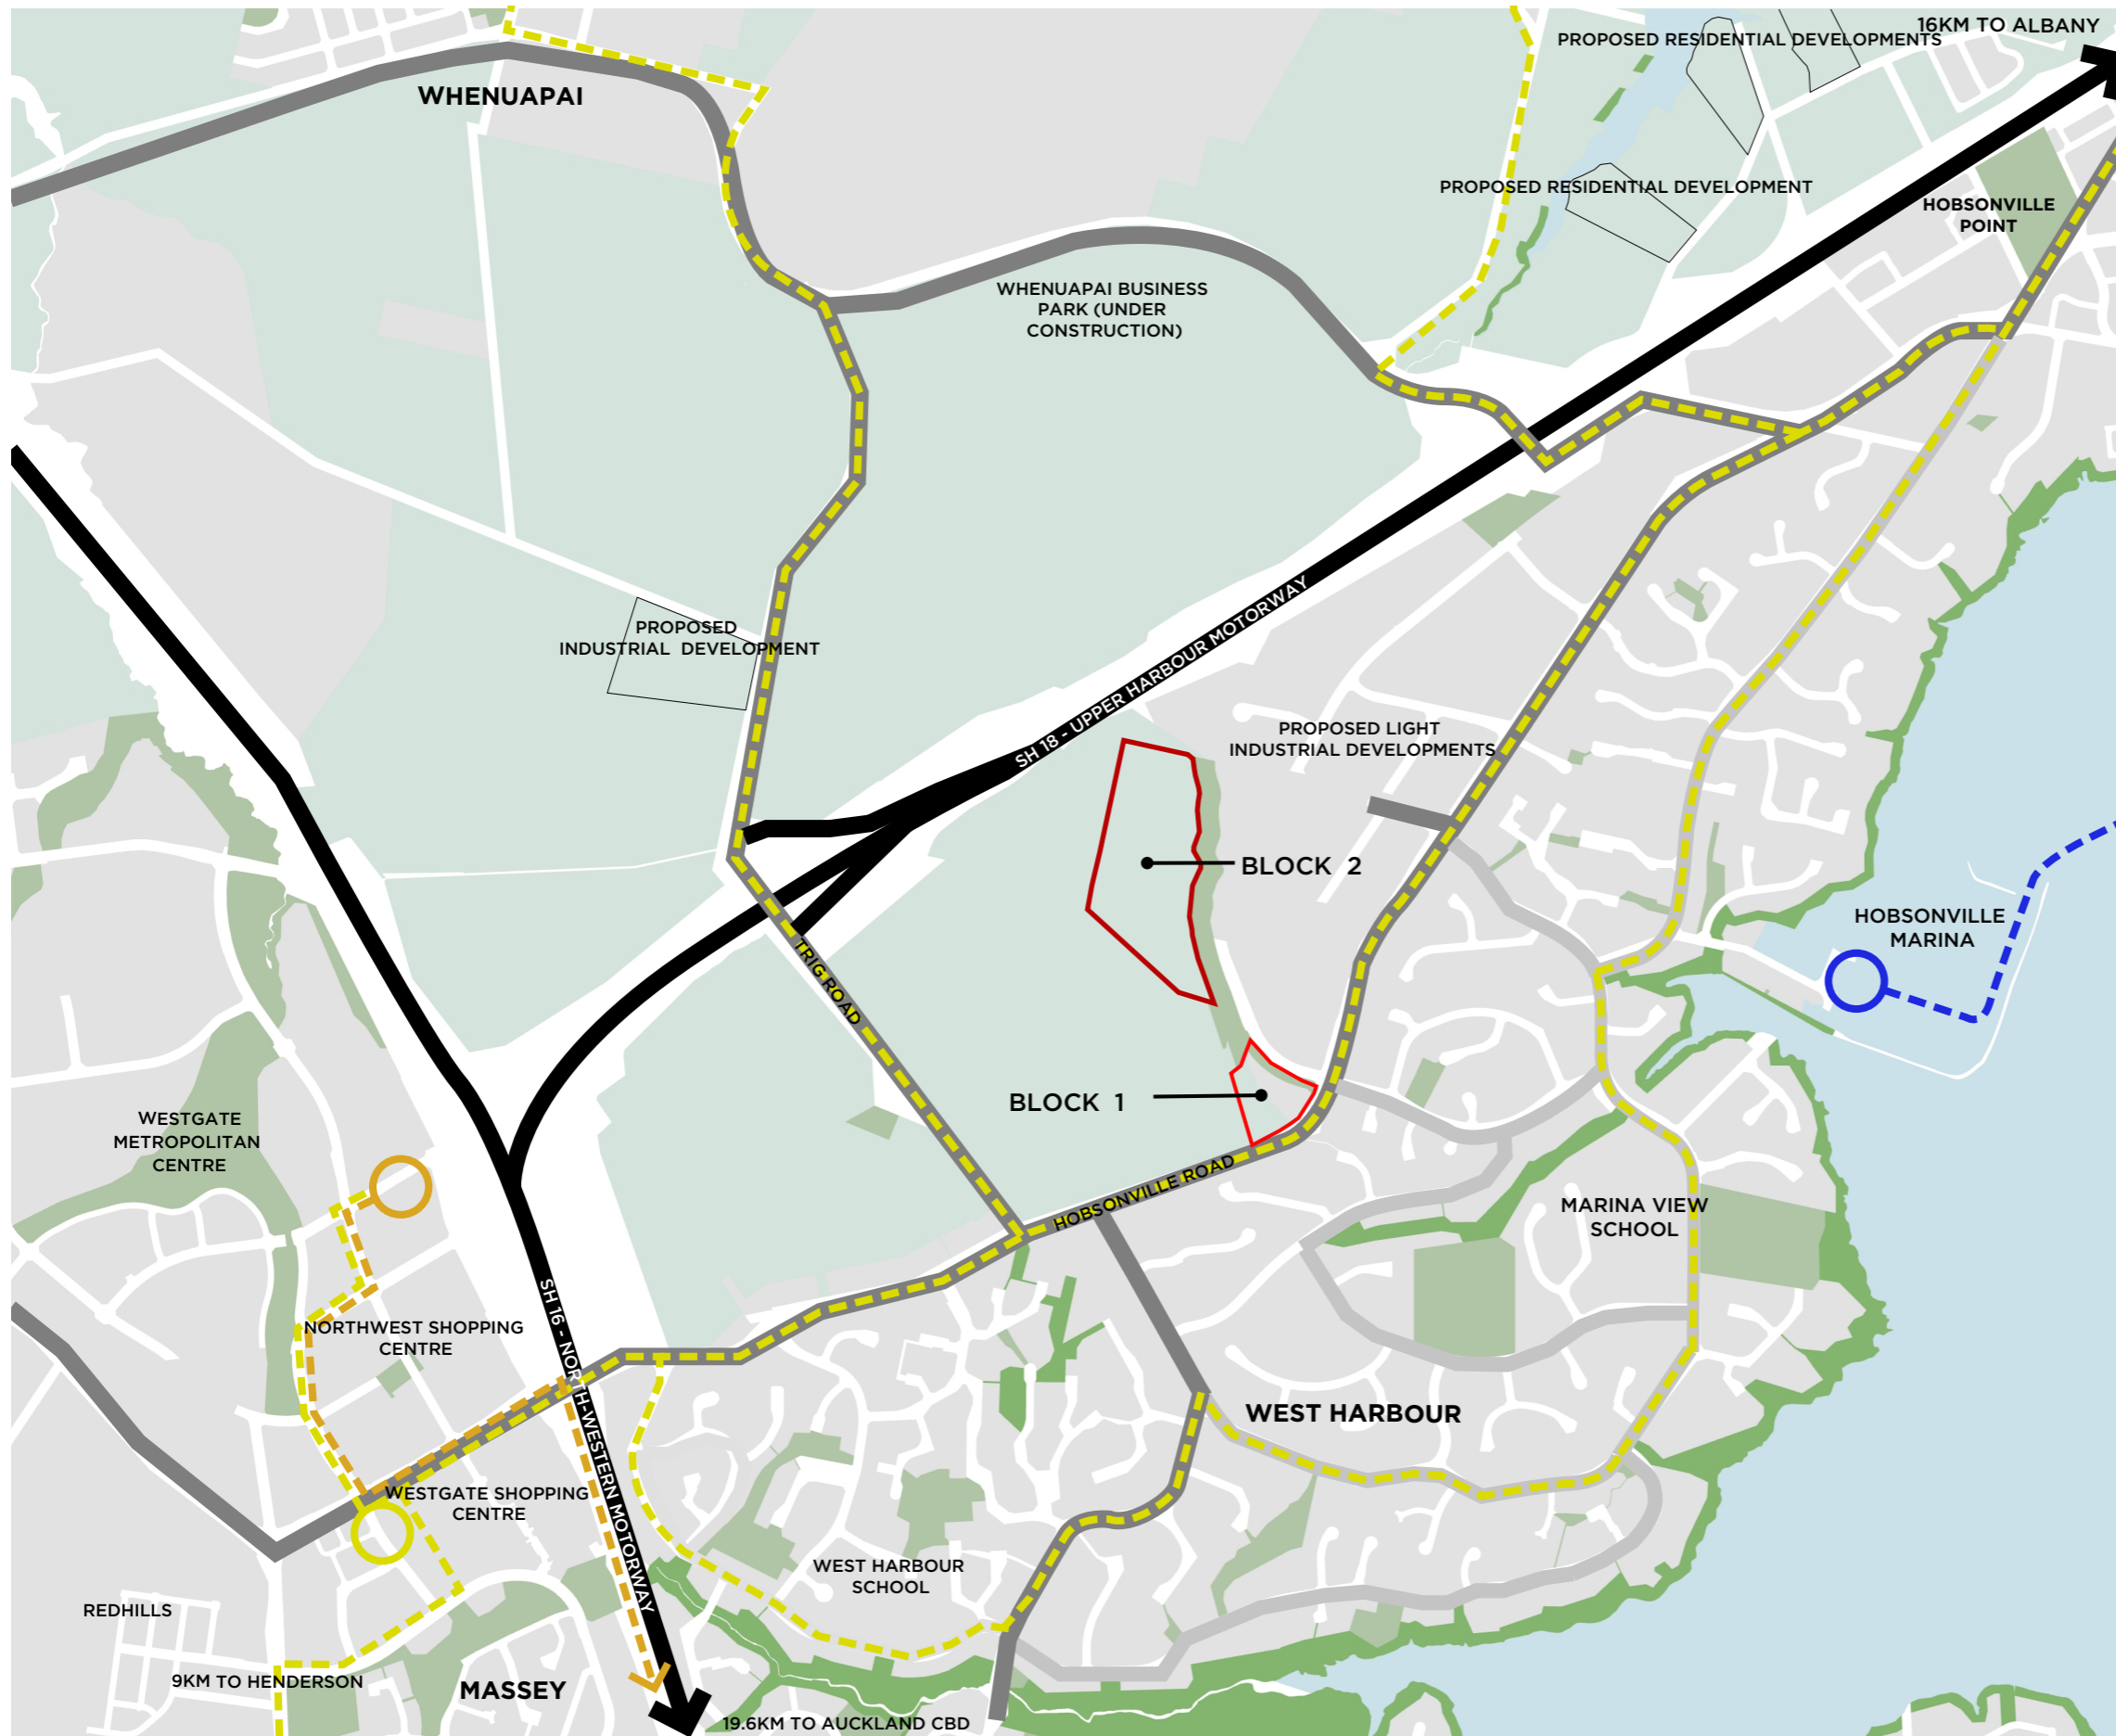 16KM TO ALBANY
PROPOSED RESIDENTIAL DEVELOPMENTS
WHENUAPAI
PROPOSED RESIDENTIAL DEVELOPMENT
HOBSONVILLE
POINT
WHENUAPAI BUSINESS
PARK (UNDER
CONSTRUCTION)
PROPOSED
INDUSTRIAL DEVELOPMENT
SH 18 - UPPER HARBOUR MOTORWAY
PROPOSED LIGHT
INDUSTRIAL DEVELOPMENTS
BLOCK 2
HOBSONVILLE
MARINA
TRIG ROAD
BLOCK 1
WESTGATE
METROPOLITAN
CENTRE
HOBSONVILLE ROAD
MARINA VIEW
SCHOOL
NORTHWEST SHOPPING
CENTRE
SH 16 - NORTH-WESTERN MOTORWAY
WEST HARBOUR
WESTGATE SHOPPING
CENTRE
WEST HARBOUR
SCHOOL
REDHILLS
9KM TO HENDERSON
MASSEY
19.6KM TO AUCKLAND CBD